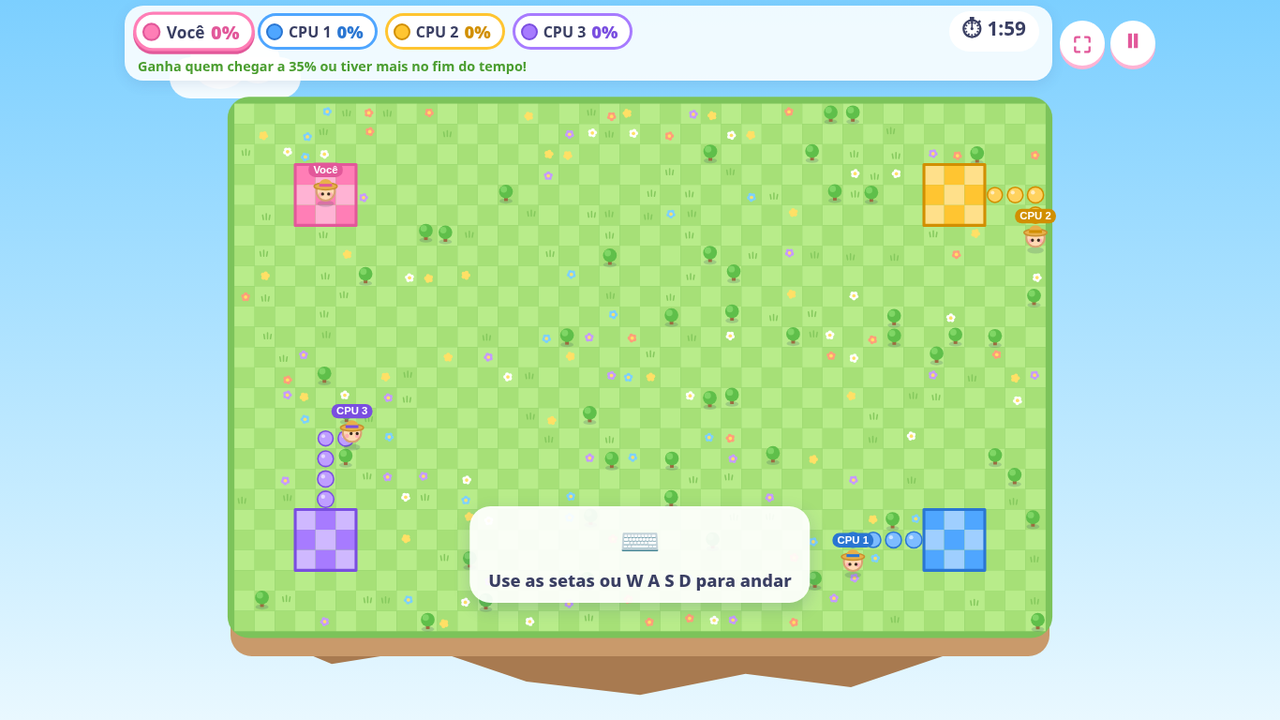 Você 0% CPU 1 0% CPU 2 0% CPU 3 0% 1:59
Ganha quem chegar a 35% ou tiver mais no fim do tempo!
Você
CPU 2
CPU 3
CPU 1
Use as setas ou W A S D para andar